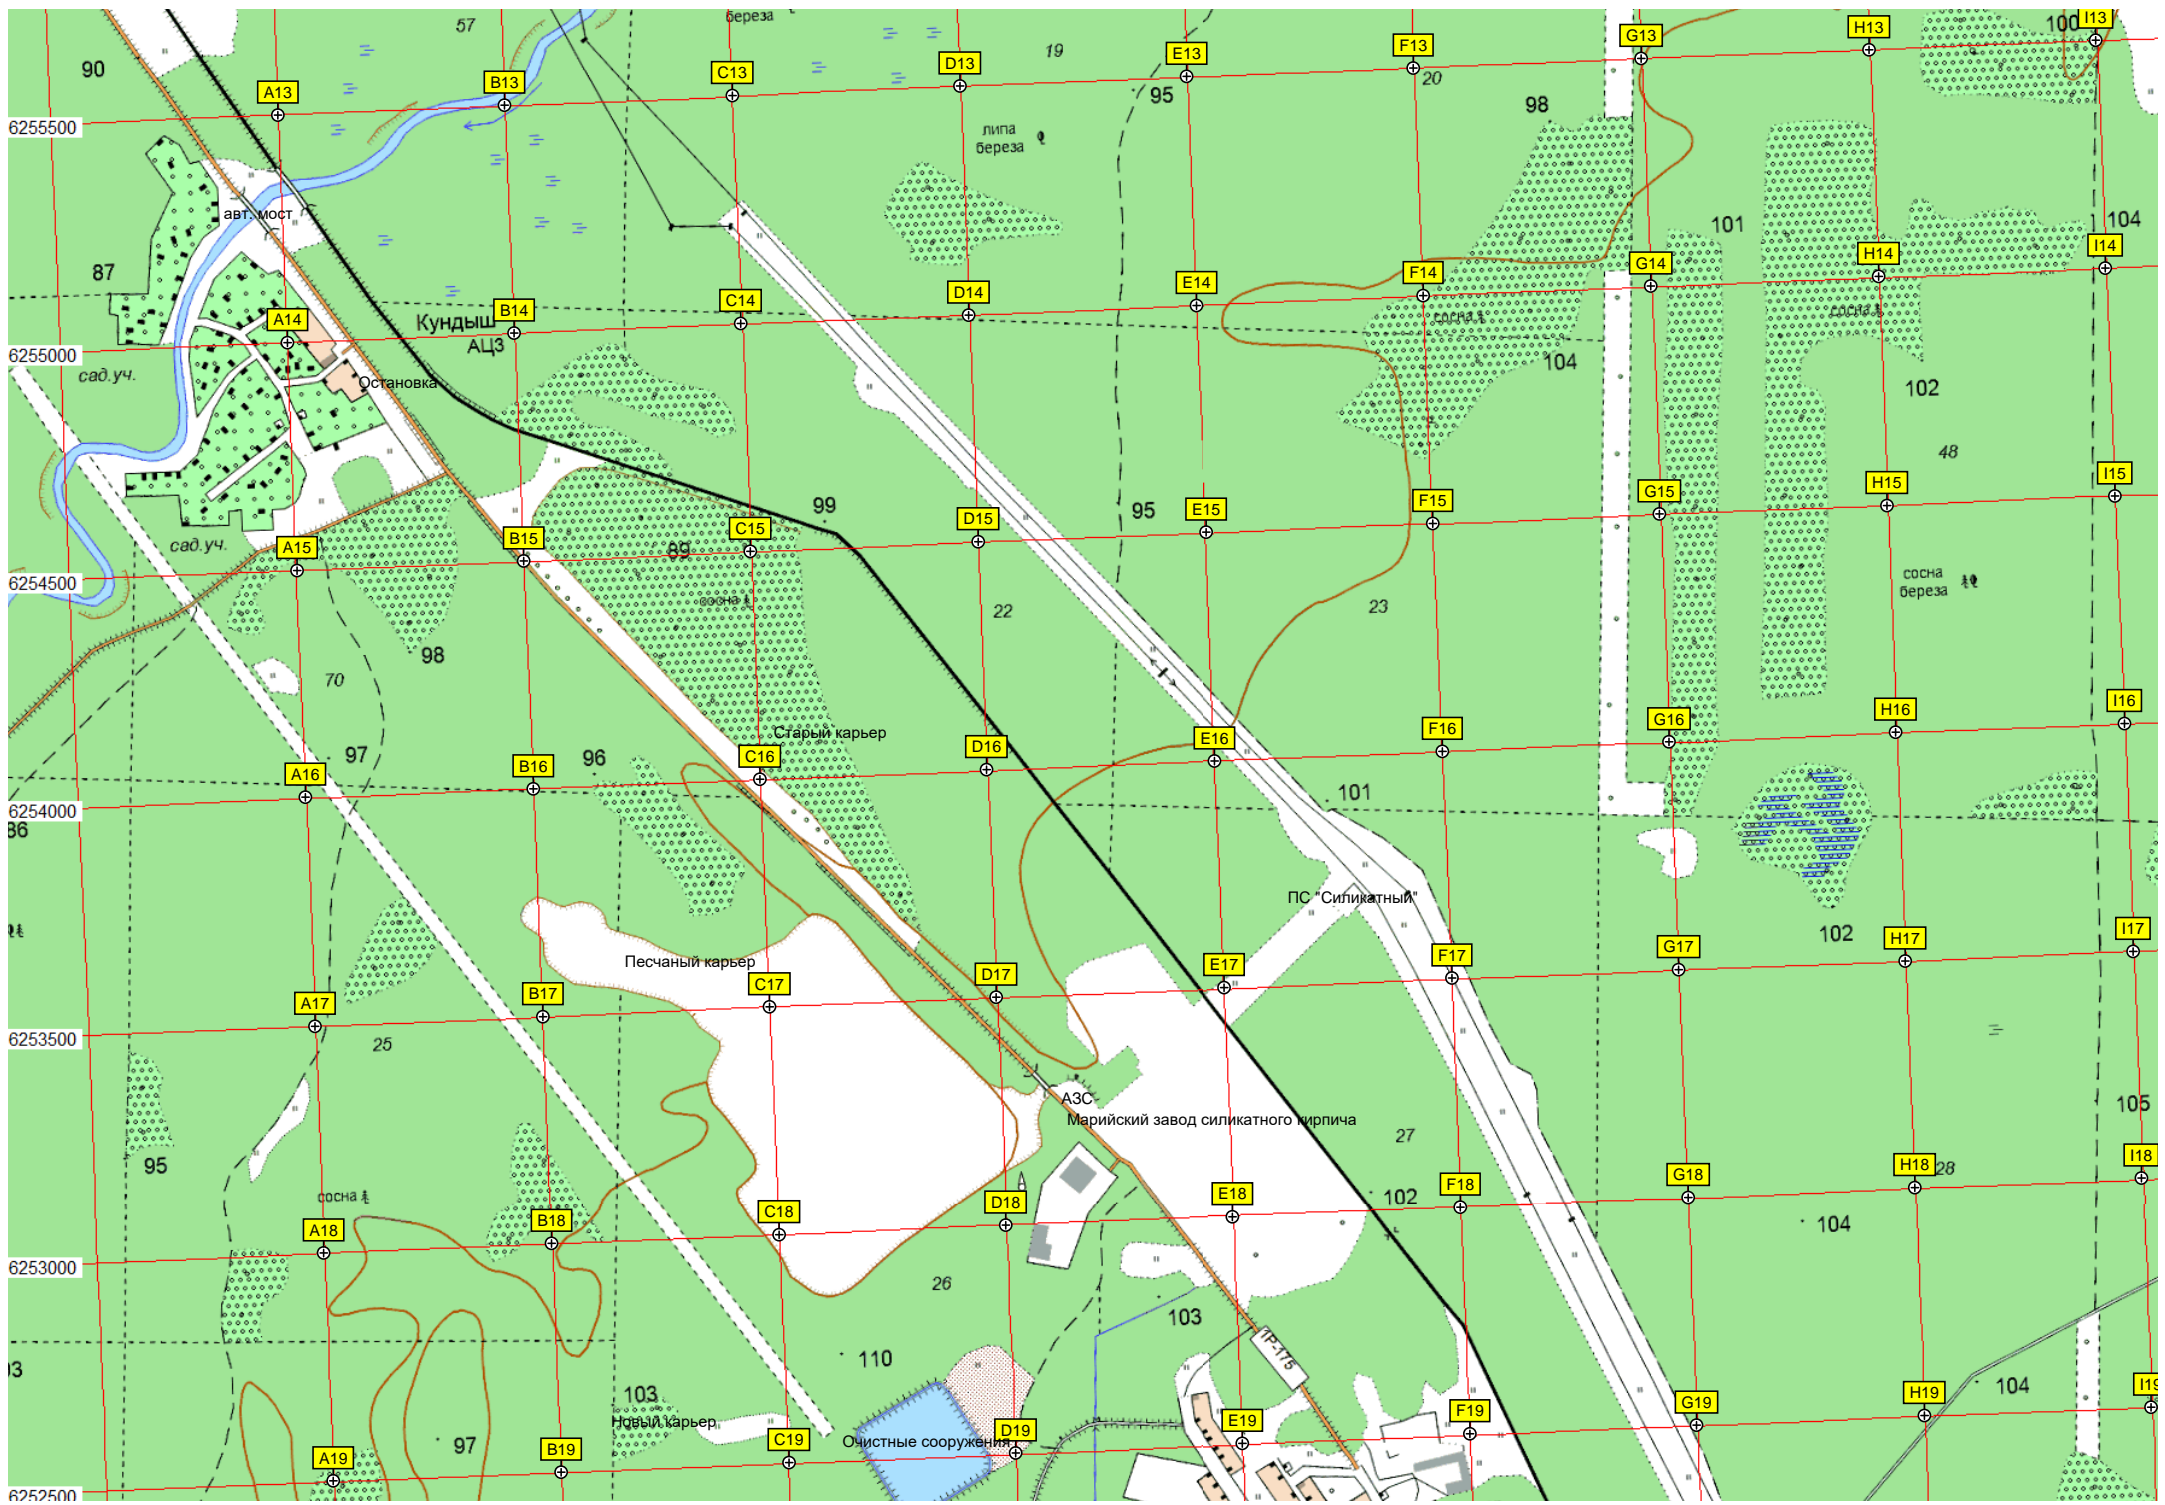 57
береза
19
100
I13
H13
G13
F13
E13
D13
C13
B13
A13
90
20
95
98
6255500
липа
береза
авт. мост
101
104
87
I14
H14
G14
F14
E14
D14
C14
B14
A14
Кундыш
АЦЗ
сосна
сосна
6255000
104
сад.уч.
Остановка
102
48
I15
H15
G15
F15
E15
D15
C15
B15
A15
99
95
сад.уч.
89
6254500
сосна
береза
сосна
22
23
98
70
I16
H16
G16
F16
E16
D16
C16
B16
A16
Старый карьер
97
96
101
6254000
86
ПС "Силикатный"
102
I17
H17
G17
F17
E17
D17
C17
B17
A17
Песчаный карьер
6253500
25
АЗС
105
Марийский завод силикатного кирпича
27
95
I18
H18
28
G18
F18
E18
D18
C18
B18
A18
сосна
102
104
6253000
26
103
1Р-175
110
103
104
I19
H19
G19
F19
E19
D19
C19
B19
A19
Новый карьер
Очистные сооружения
97
6252500